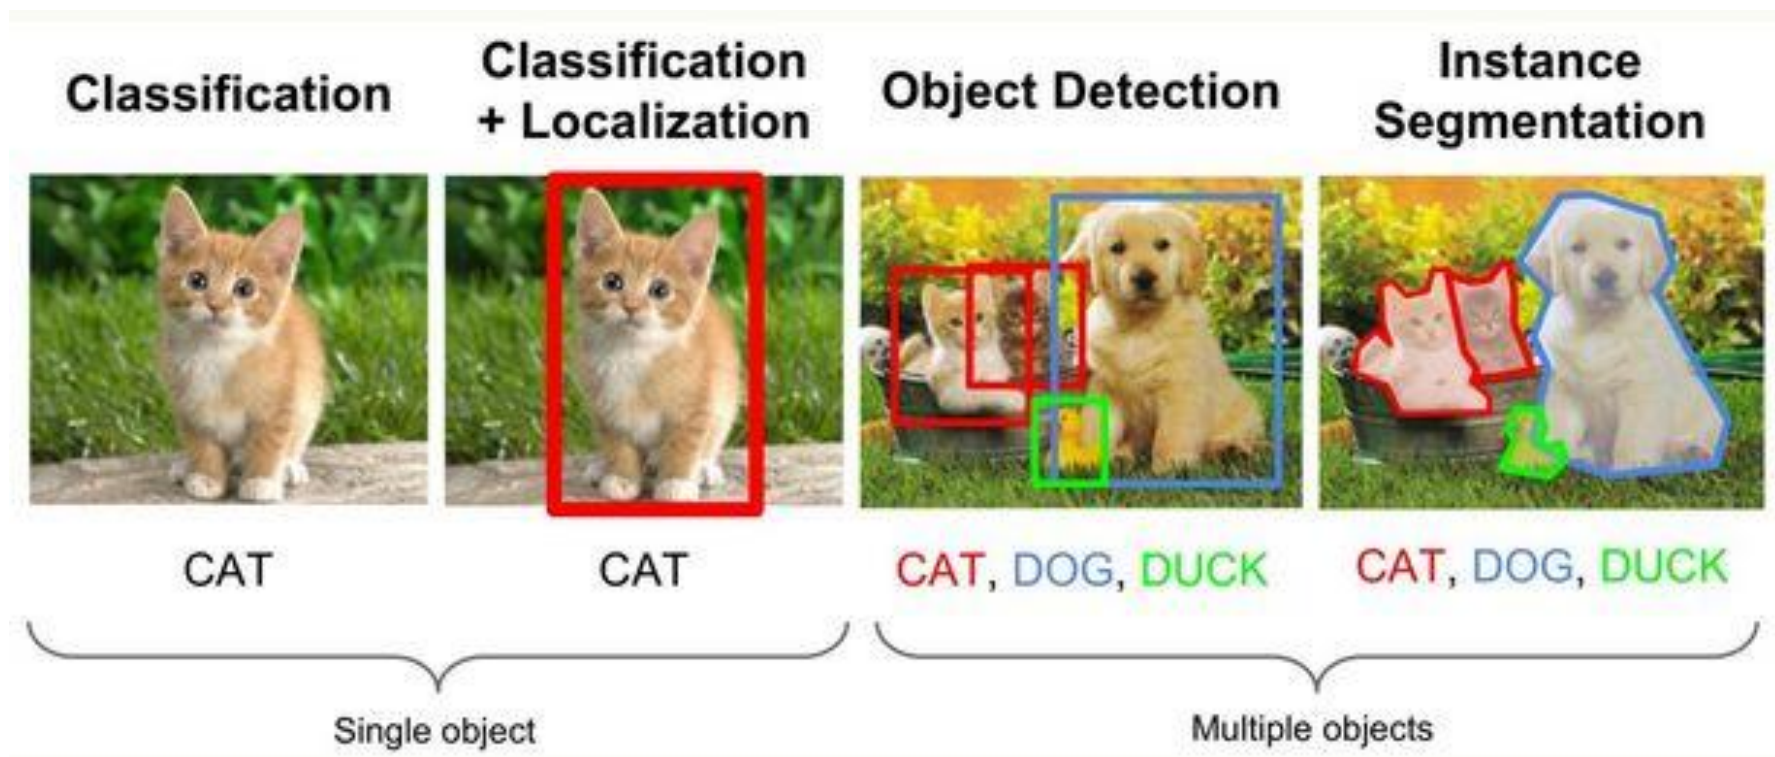 Classification
Classification
+ Localization
Object Detection
Instance
Segmentation
CAT
CAT
CAT, DOG, DUCK
CAT, DOG, DUCK
Single object
Multiple objects